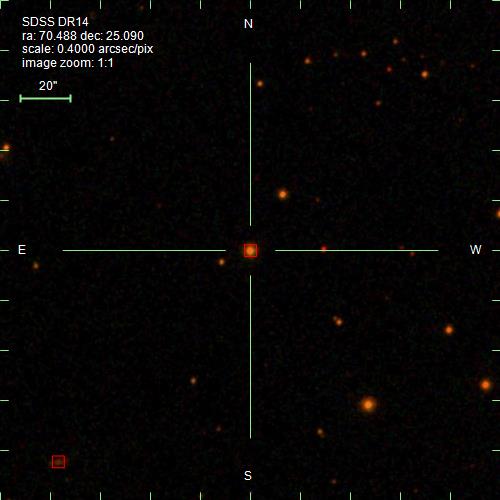 SDSS DR14
ra: 70.488 dec: 25.090
scale: 0.4000 arcsec/pix
image zoom: 1:1
20"
N
E
W
S